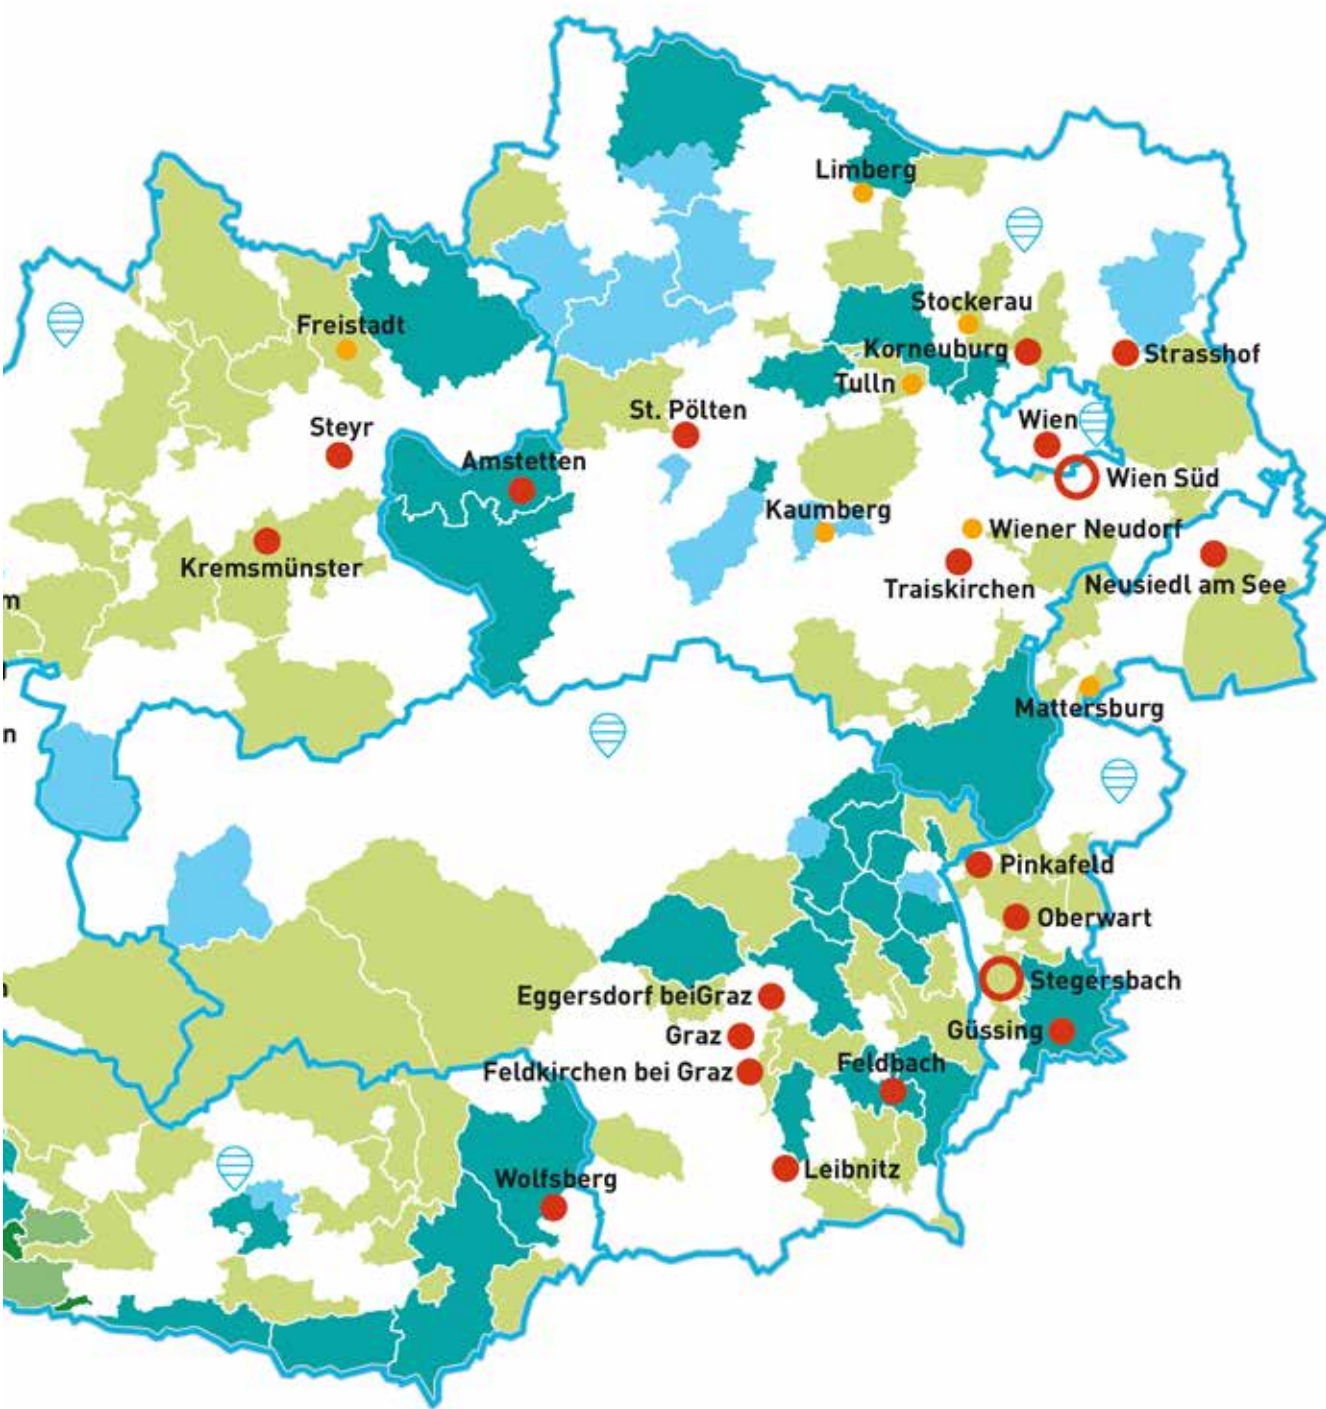 Limberg
Stockerau
Freistadt
Korneuburg
Strasshof
Tulln
St. Pölten
Wien
Steyr
Amstetten
Wien Süd
Kaumberg
Wiener Neudorf
Kremsmünster
Traiskirchen
Neusiedl am See
m
Mattersburg
n
Pinkafeld
Oberwart
Stegersbach
Eggersdorf beiGraz
Güssing
Graz
Feldbach
Feldkirchen bei Graz
Leibnitz
Wolfsberg